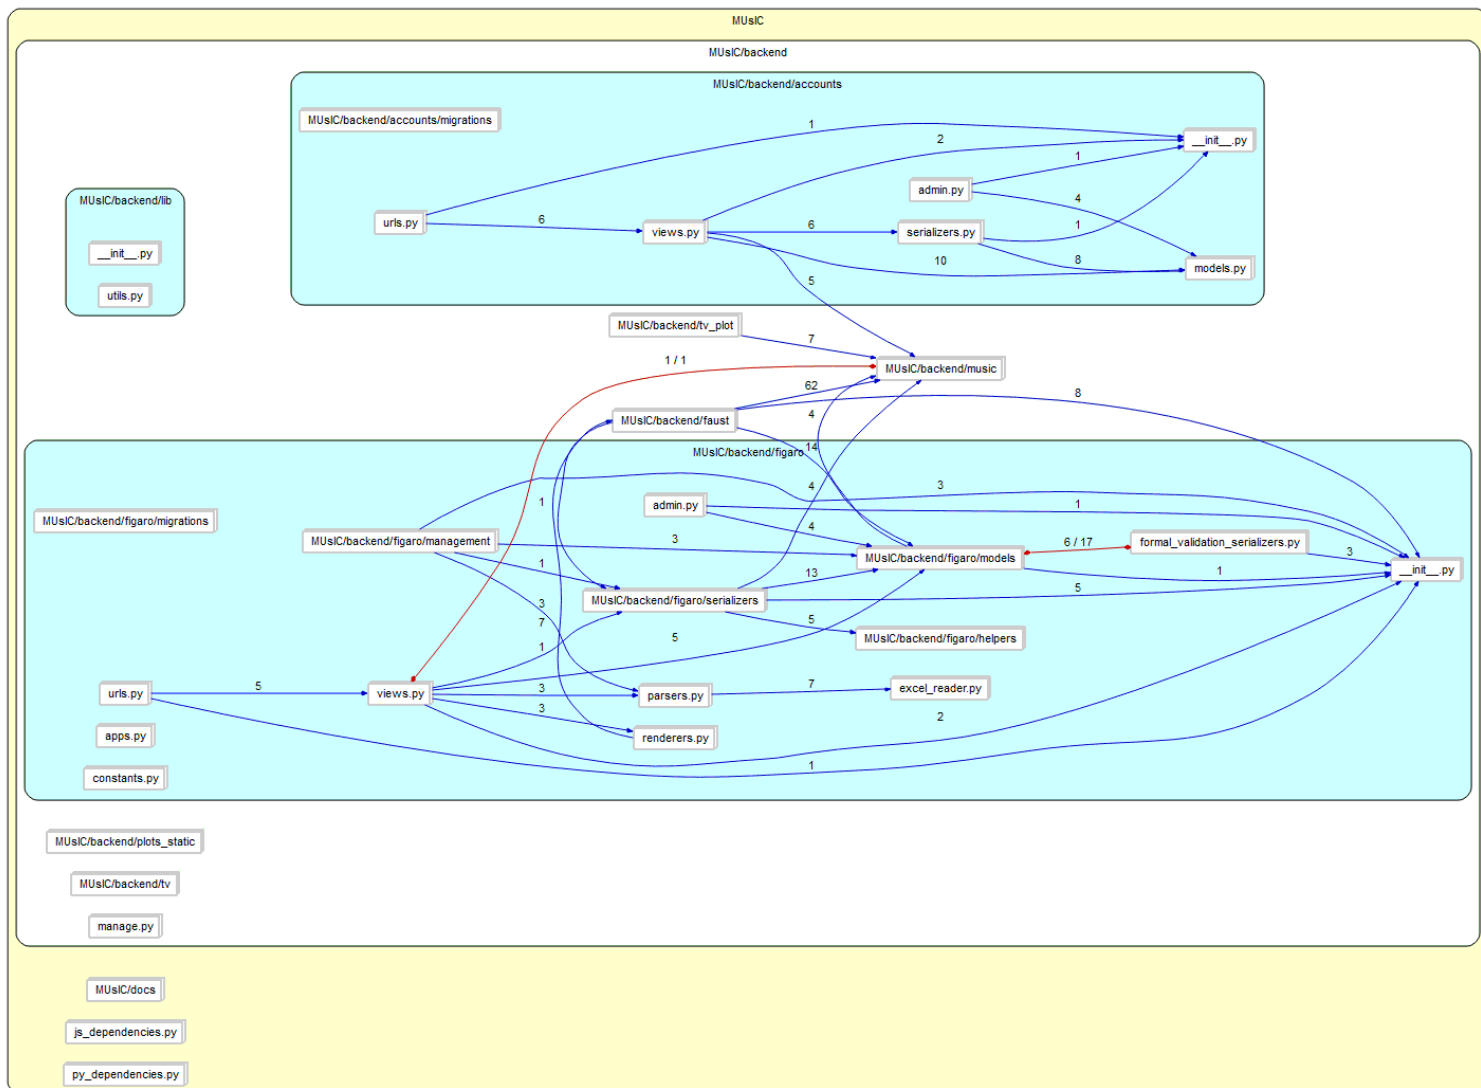 MUsIC
MUsIC/backend
MUsIC/backend/accounts
MUsIC/backend/accounts/migrations
1
2
__init__.py
1
admin.py
4
MUsIC/backend/lib
urls.py
6
views.py
6
serializers.py
1
__init__.py
10
8
models.py
utils.py
5
MUsIC/backend/tv_plot
7
1 / 1
MUsIC/backend/music
62
8
MUsIC/backend/faust
4
14
MUsIC/backend/figaro
1
4
3
admin.py
1
MUsIC/backend/figaro/migrations
4
MUsIC/backend/figaro/management
3
6 / 17
formal_validation_serializers.py
3
MUsIC/backend/figaro/models
1
13
1
__init__.py
MUsIC/backend/figaro/serializers
5
3
7
5
5
MUsIC/backend/figaro/helpers
1
urls.py
5
views.py
3
parsers.py
7
excel_reader.py
3
2
apps.py
renderers.py
1
constants.py
MUsIC/backend/plots_static
MUsIC/backend/tv
manage.py
MUsIC/docs
js_dependencies.py
py_dependencies.py